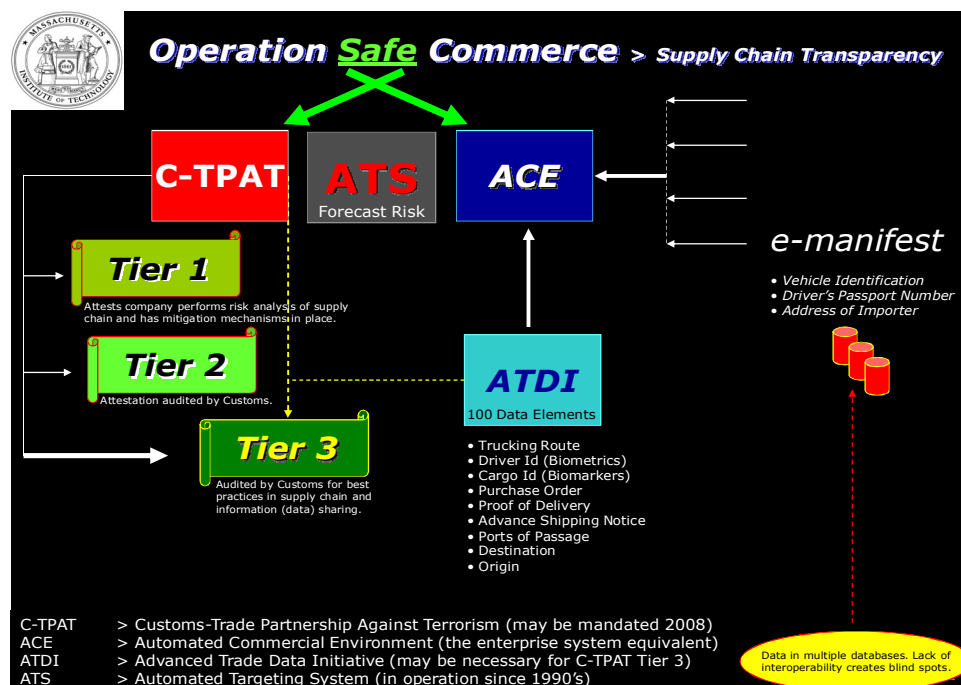 MASSACHUSETTS
INSTITUTE OF TECHNOLOGY
Operation Safe Commerce > Supply Chain Transparency
C-TPAT
ATS
Forecast Risk
ACE
e-manifest
• Vehicle Identification
• Driver's Passport Number
• Address of Importer
Tier 1
Attests company performs risk analysis of supply
chain and has mitigation mechanisms in place.
Tier 2
Attestation audited by Customs.
Tier 3
Audited by Customs for best
practices in supply chain and
information (data) sharing.
ATDI
100 Data Elements
• Trucking Route
• Driver Id (Biometrics)
• Cargo Id (Biomarkers)
• Purchase Order
• Proof of Delivery
• Advance Shipping Notice
• Ports of Passage
• Destination
• Origin
C-TPAT > Customs-Trade Partnership Against Terrorism (may be mandated 2008)
ACE > Automated Commercial Environment (the enterprise system equivalent)
ATDI > Advanced Trade Data Initiative (may be necessary for C-TPAT Tier 3)
ATS > Automated Targeting System (in operation since 1990's)
Data in multiple databases. Lack of
interoperability creates blind spots.